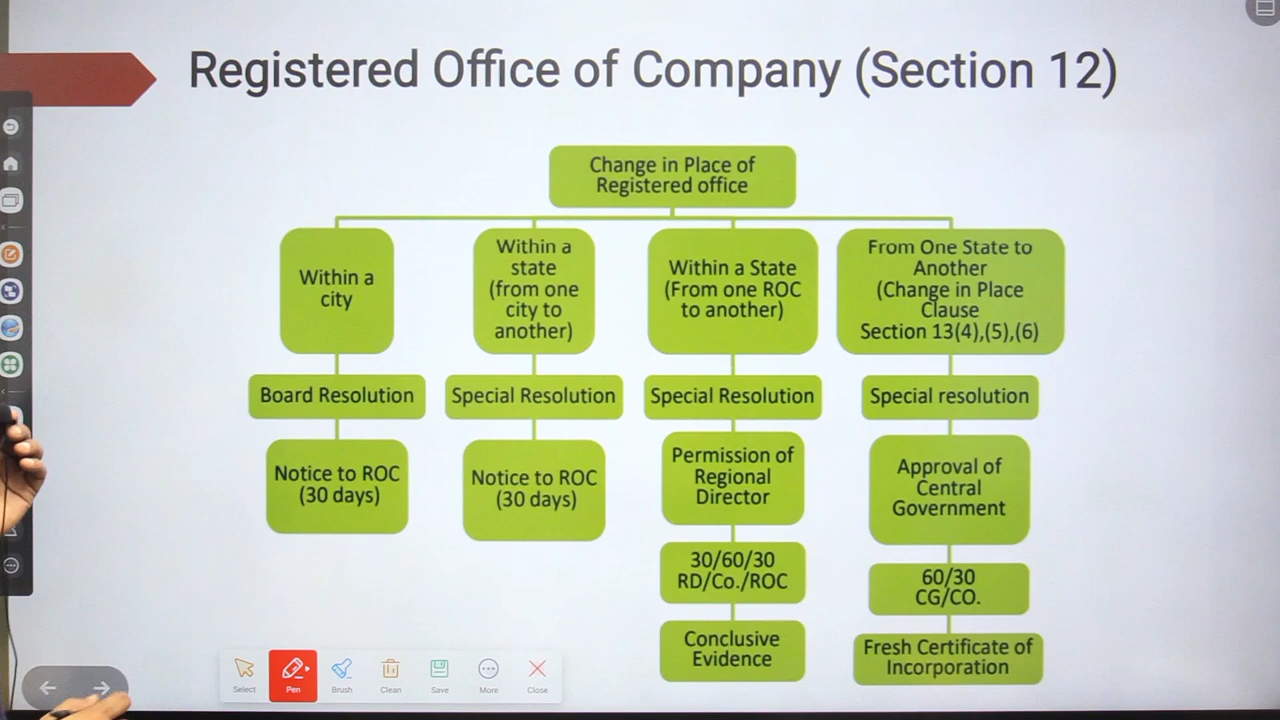 Registered Office of Company (Section 12)
Change in Place of
Registered office
Within a
city
Board Resolution
Notice to ROC
(30 days)
Within a
state
(from one
city to
another)
Special Resolution
Notice to ROC
(30 days)
Within a State
(From one ROC
to another)
Special Resolution
Permission of
Regional
Director
30/60/30
RD/Co./ROC
Conclusive
Evidence
From One State to
Another
(Change in Place
Clause
Section 13(4),(5),(6)
Special resolution
Approval of
Central
Government
60/30
CG/CO.
Fresh Certificate of
Incorporation
Select
Pen
Brush
Clean
Save
More
Close